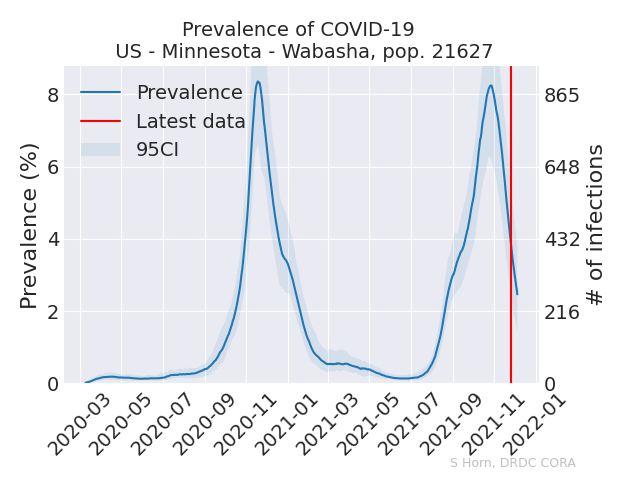 Prevalence of COVID-19
US - Minnesota - Wabasha, pop. 21627
Prevalence
Latest data
95CI
Prevalence (%)
8
6
4
2
0
# of infections
865
648
432
216
0
2020-03
2020-05
2020-07
2020-09
2020-11
2021-01
2021-03
2021-05
2021-07
2021-09
2021-11
2022-01
S Horn, DRDC CORA